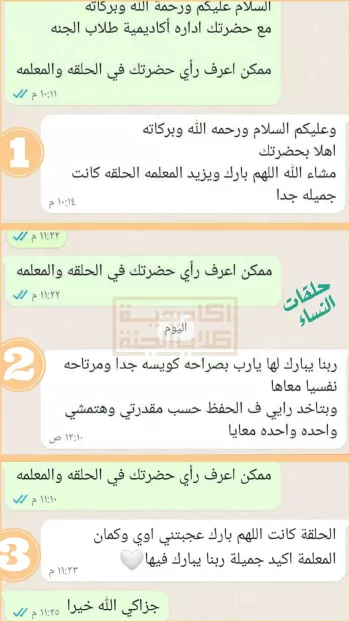 السلام عليكم ورحمة الله وبركاته
مع حضرتك اداره أكاديمية طلاب الجنه
ممكن اعرف رأي حضرتك في الحلقه والمعلمه
١٠:١١ م
1
وعليكم السلام ورحمه الله وبركاته
اهلا بحضرتك
مشاء الله اللهم بارك ويزيد المعلمه الحلقه كانت
جميله جدا
١٠:١٤ م
١١:٢٢ م
ممكن اعرف رأي حضرتك في الحلقه والمعلمه
١١:٢٢ م
حلقات
النساء
أكاديمية
طلاب الجنة
اليوم
2
ربنا يبارك لها يارب بصراحه كويسه جدا ومرتاحه
نفسيا معاها
وبتاخد رايي ف الحفظ حسب مقدرتي وهتمشي
واحده واحده معايا
١٢:١٠ ص
ممكن اعرف رأي حضرتك في الحلقه والمعلمه
١١:١٠ م
3
الحلقة كانت اللهم بارك عجبتني اوي وكمان
المعلمة اكيد جميلة ربنا يبارك فيها🤍
١١:٢٣ م
جزاكي الله خيرا
١١:٢٥ م